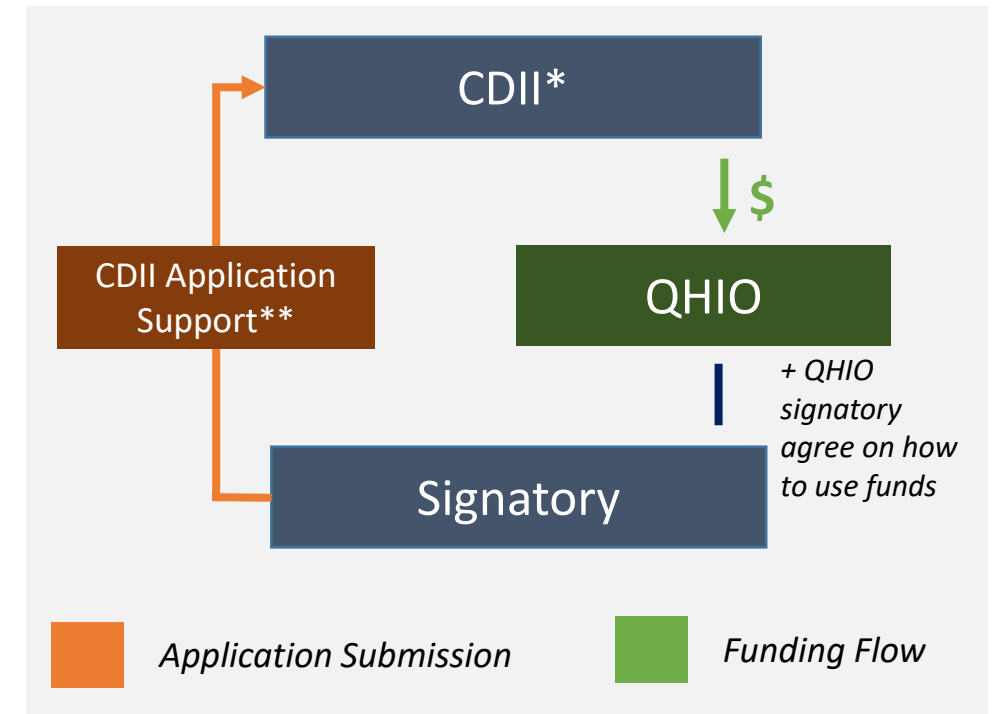 CDII*
$
CDII Application
Support**
QHIO
+ QHIO
signatory
agree on how
to use funds
Signatory
Application Submission
Funding Flow